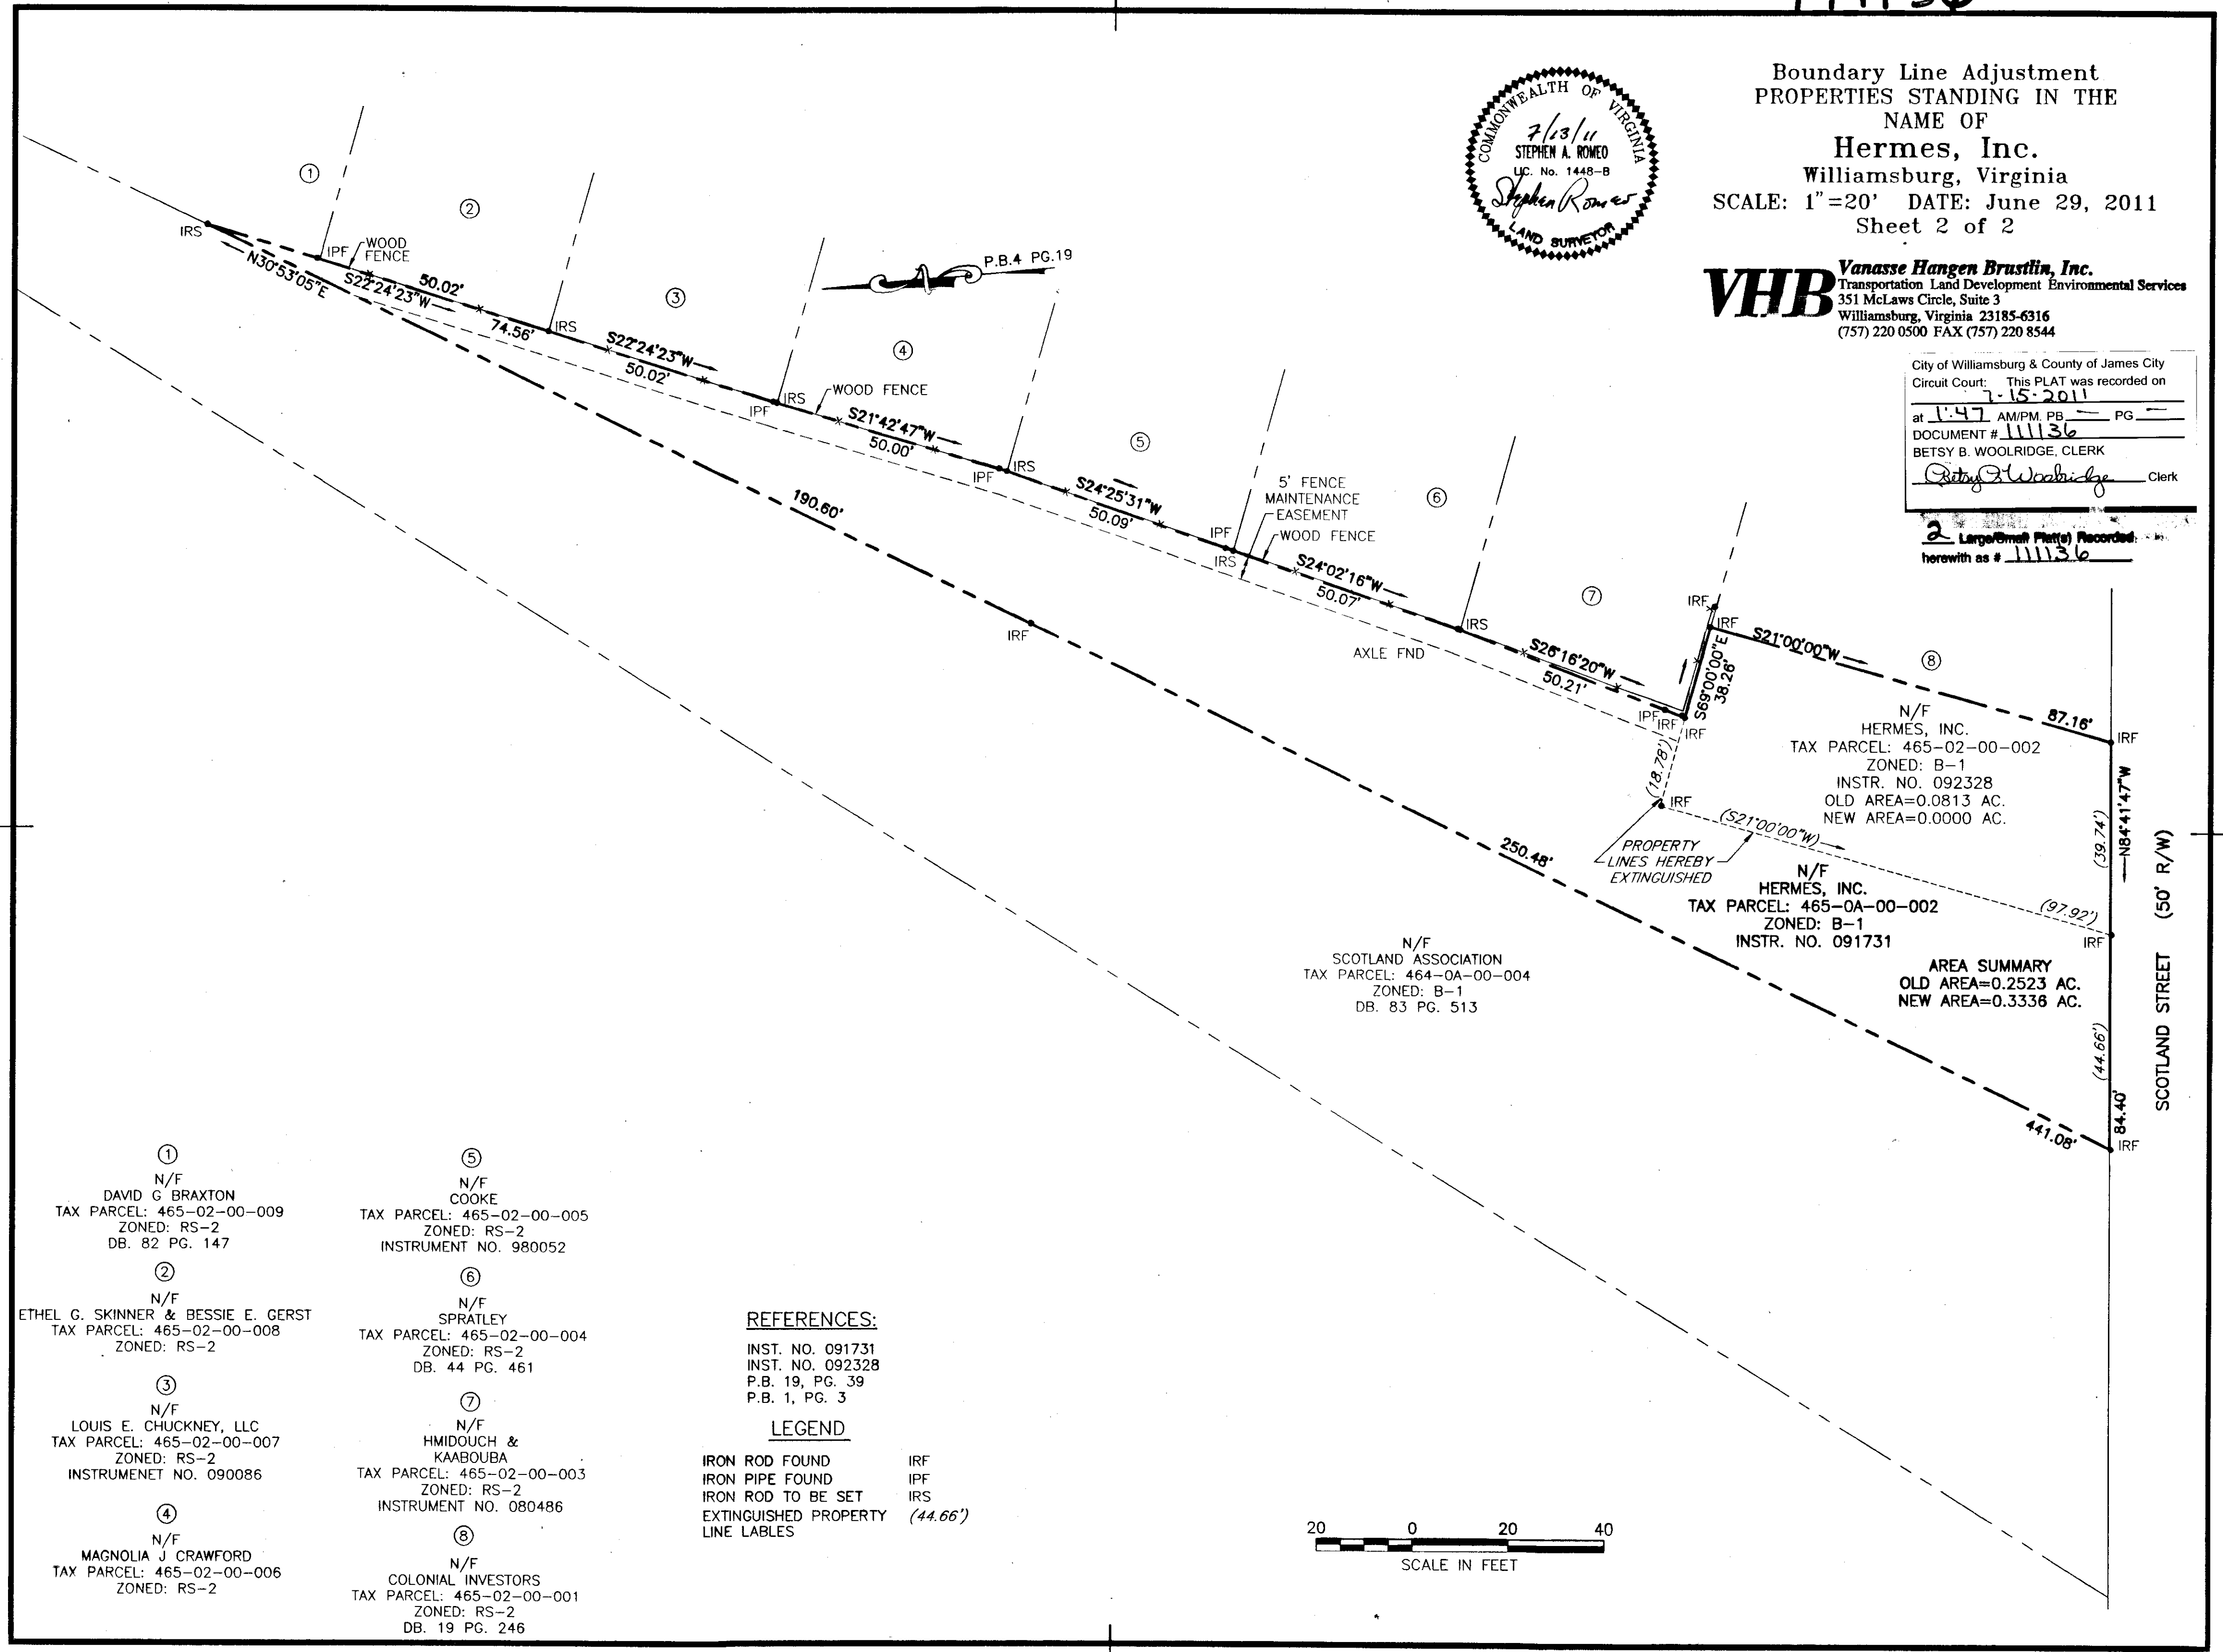 Boundary Line Adjustment
PROPERTIES STANDING IN THE
NAME OF
Hermes, Inc.
Williamsburg, Virginia
SCALE: 1"=20' DATE: June 29, 2011
Sheet 2 of 2
COMMONWEALTH OF VIRGINIA
7/13/11
STEPHEN A. ROMEO
LIC. No. 1448-B
Stephen Romeo
LAND SURVEYOR
VHB
Vanasse Hangen Brustlin, Inc.
Transportation Land Development Environmental Services
351 McLaws Circle, Suite 3
Williamsburg, Virginia 23185-6316
(757) 220 0500 FAX (757) 220 8544
City of Williamsburg & County of James City
Circuit Court: This PLAT was recorded on
7-15-2011
at 1:47 AM/PM. PB — PG —
DOCUMENT # 111136
BETSY B. WOOLRIDGE, CLERK
Betsy B Woolridge Clerk
2 Large/Small Plat(s) Recorded
herewith as # 111136
P.B.4 PG.19
1
2
3
4
5
6
7
8
IRS
IPF
WOOD
FENCE
N30°53'05"E
S22°24'23"W
50.02'
74.56'
IRS
S22°24'23"W
50.02'
IPF
IRS
WOOD FENCE
S21°42'47"W
50.00'
IPF
IRS
S24°25'31"W
50.09'
IPF
IRS
5' FENCE
MAINTENANCE
EASEMENT
WOOD FENCE
S24°02'16"W
50.07'
IRS
AXLE FND
S26°16'20"W
50.21'
IPF
IRF
IRF
IRF
IRF
S69°00'00"E
38.26'
S21°00'00"W
87.16'
IRF
190.60'
IRF
250.48'
441.08'
IRF
(18.78')
IRF
(S21°00'00"W)
(97.92')
IRF
PROPERTY
LINES HEREBY
EXTINGUISHED
N/F
HERMES, INC.
TAX PARCEL: 465-02-00-002
ZONED: B-1
INSTR. NO. 092328
OLD AREA=0.0813 AC.
NEW AREA=0.0000 AC.
N/F
HERMES, INC.
TAX PARCEL: 465-0A-00-002
ZONED: B-1
INSTR. NO. 091731
AREA SUMMARY
OLD AREA=0.2523 AC.
NEW AREA=0.3336 AC.
N84°41'47"W
(39.74')
(44.66')
84.40'
SCOTLAND STREET (50' R/W)
N/F
SCOTLAND ASSOCIATION
TAX PARCEL: 464-0A-00-004
ZONED: B-1
DB. 83 PG. 513
1
N/F
DAVID G BRAXTON
TAX PARCEL: 465-02-00-009
ZONED: RS-2
DB. 82 PG. 147
2
N/F
ETHEL G. SKINNER & BESSIE E. GERST
TAX PARCEL: 465-02-00-008
ZONED: RS-2
3
N/F
LOUIS E. CHUCKNEY, LLC
TAX PARCEL: 465-02-00-007
ZONED: RS-2
INSTRUMENET NO. 090086
4
N/F
MAGNOLIA J CRAWFORD
TAX PARCEL: 465-02-00-006
ZONED: RS-2
5
N/F
COOKE
TAX PARCEL: 465-02-00-005
ZONED: RS-2
INSTRUMENT NO. 980052
6
N/F
SPRATLEY
TAX PARCEL: 465-02-00-004
ZONED: RS-2
DB. 44 PG. 461
7
N/F
HMIDOUCH &
KAABOUBA
TAX PARCEL: 465-02-00-003
ZONED: RS-2
INSTRUMENT NO. 080486
8
N/F
COLONIAL INVESTORS
TAX PARCEL: 465-02-00-001
ZONED: RS-2
DB. 19 PG. 246
REFERENCES:
INST. NO. 091731
INST. NO. 092328
P.B. 19, PG. 39
P.B. 1, PG. 3
LEGEND
IRON ROD FOUND IRF
IRON PIPE FOUND IPF
IRON ROD TO BE SET IRS
EXTINGUISHED PROPERTY (44.66')
LINE LABLES
20 0 20 40
SCALE IN FEET